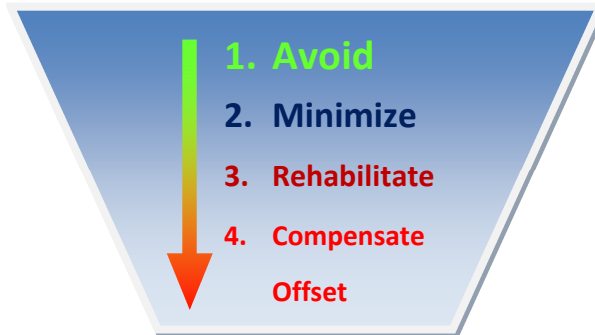 1. Avoid
2. Minimize
3. Rehabilitate
4. Compensate
Offset